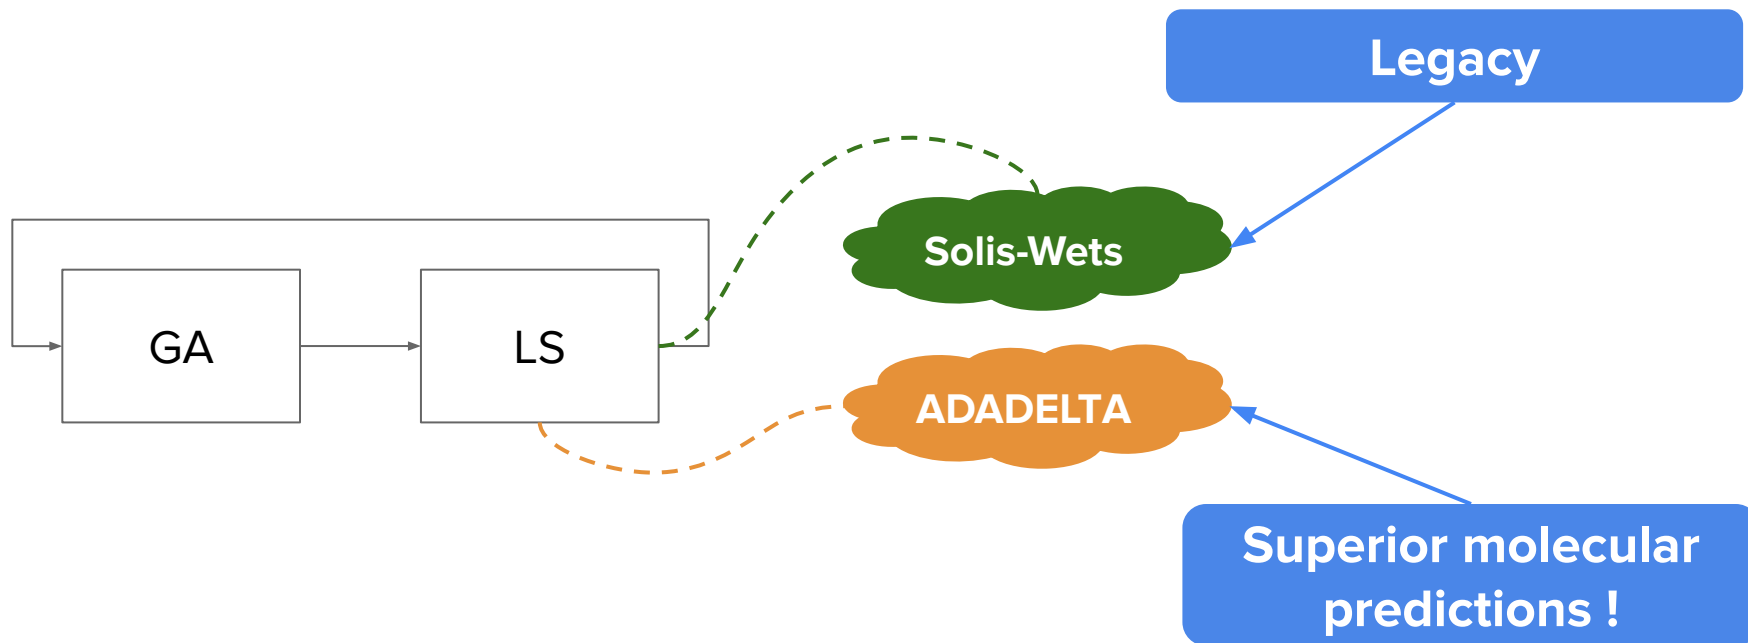 Legacy
Solis-Wets
GA
LS
ADADELTA
Superior molecular
predictions !